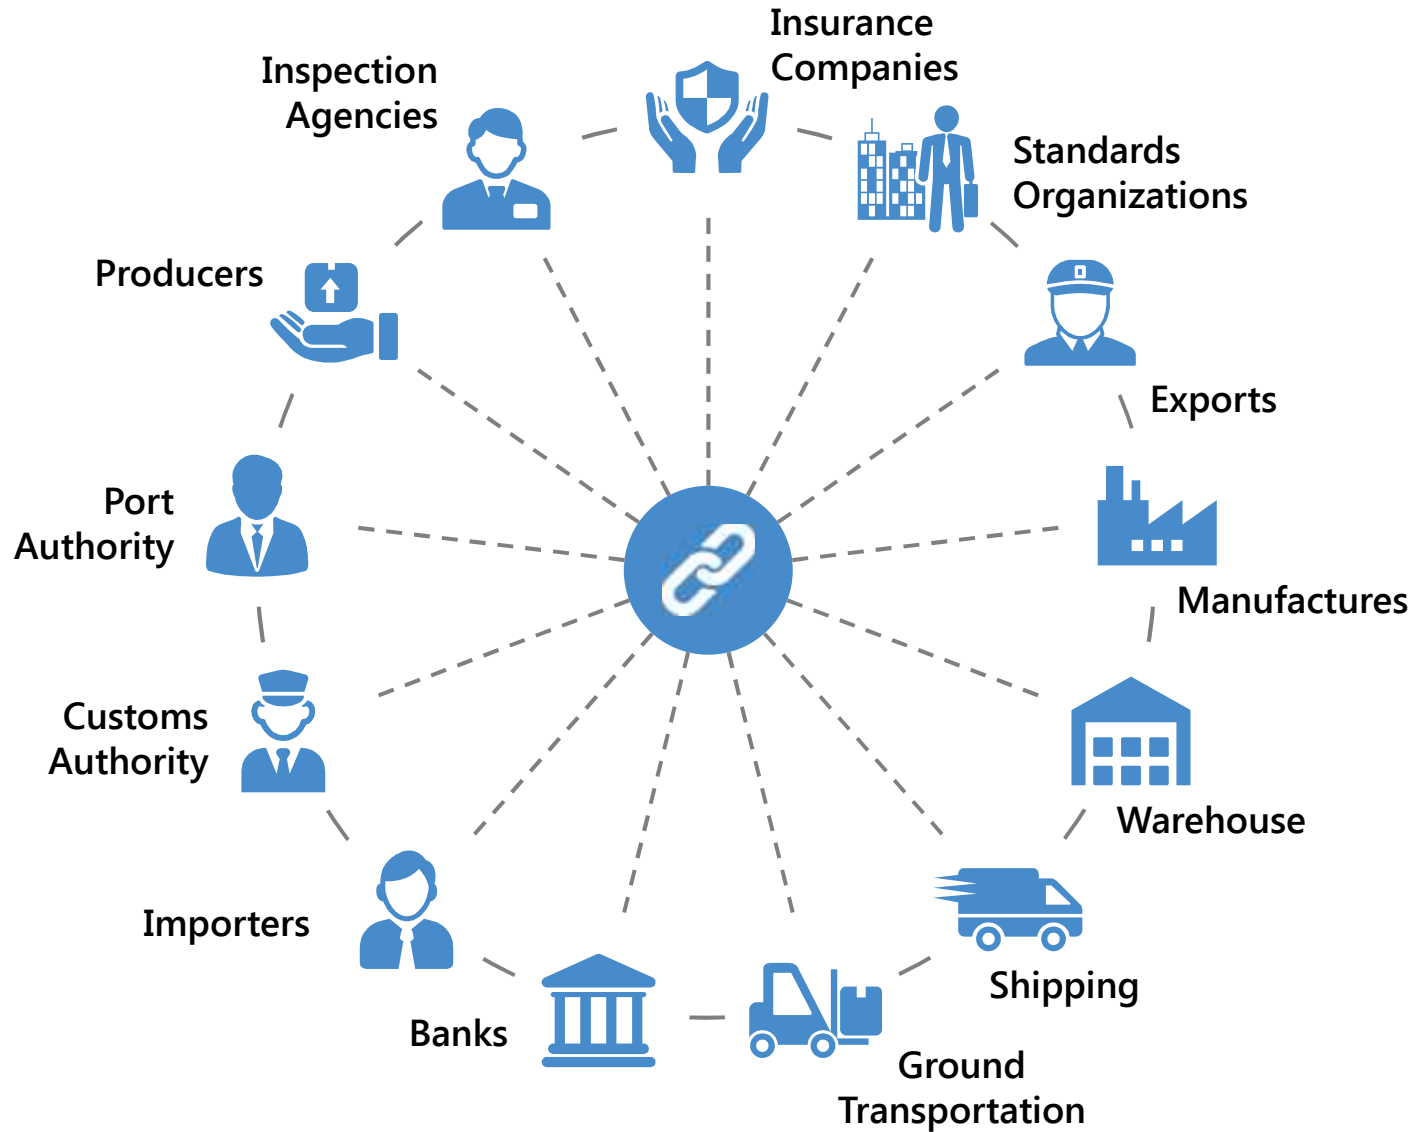 Insurance
Companies
Inspection
Agencies
Standards
Organizations
Producers
Exports
Port
Authority
Manufactures
Customs
Authority
Warehouse
Importers
Shipping
Banks
Ground
Transportation